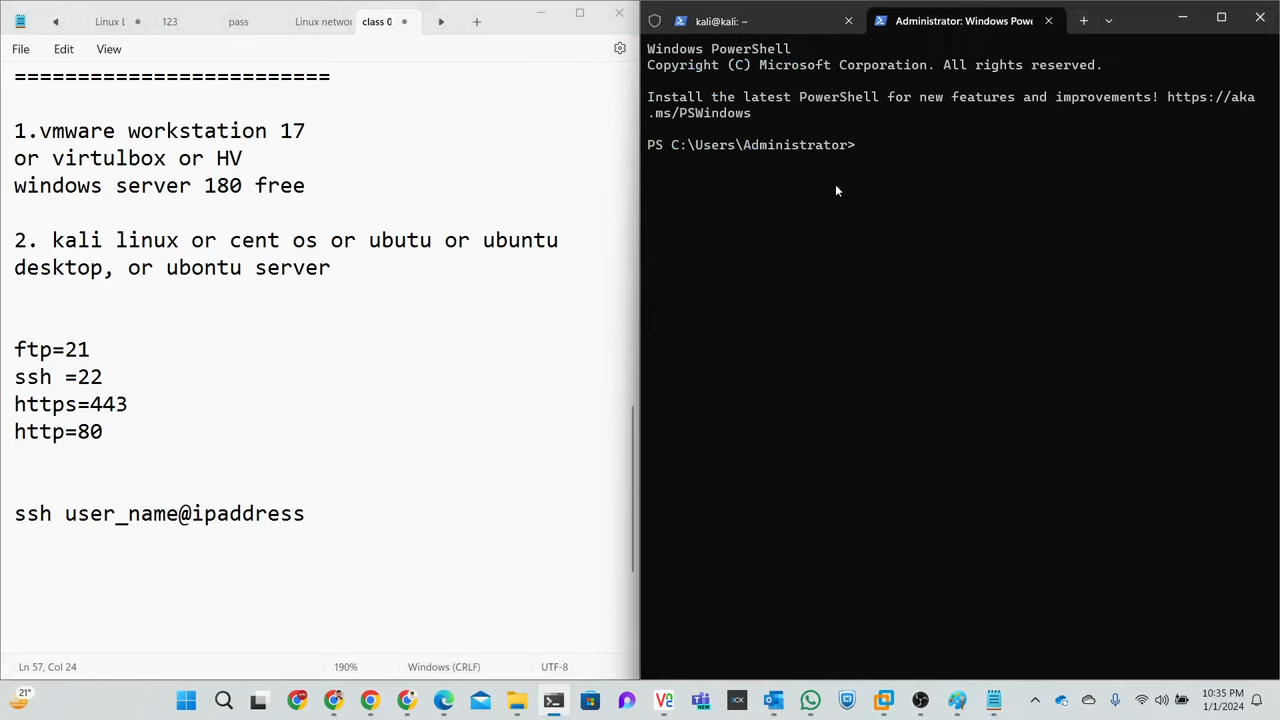 Linux l
123
pass
Linux networ
class 0
File
Edit
View
=========================
1.vmware workstation 17
or virtulbox or HV
windows server 180 free
2. kali linux or cent os or ubutu or ubuntu
desktop, or ubontu server
ftp=21
ssh =22
https=443
http=80
ssh user_name@ipaddress
Ln 57, Col 24
190%
Windows (CRLF)
UTF-8
kali@kali: ~
Administrator: Windows Pow
Windows PowerShell
Copyright (C) Microsoft Corporation. All rights reserved.
Install the latest PowerShell for new features and improvements! https://aka
.ms/PSWindows
PS C:\Users\Administrator>
21°
10:35 PM
1/1/2024